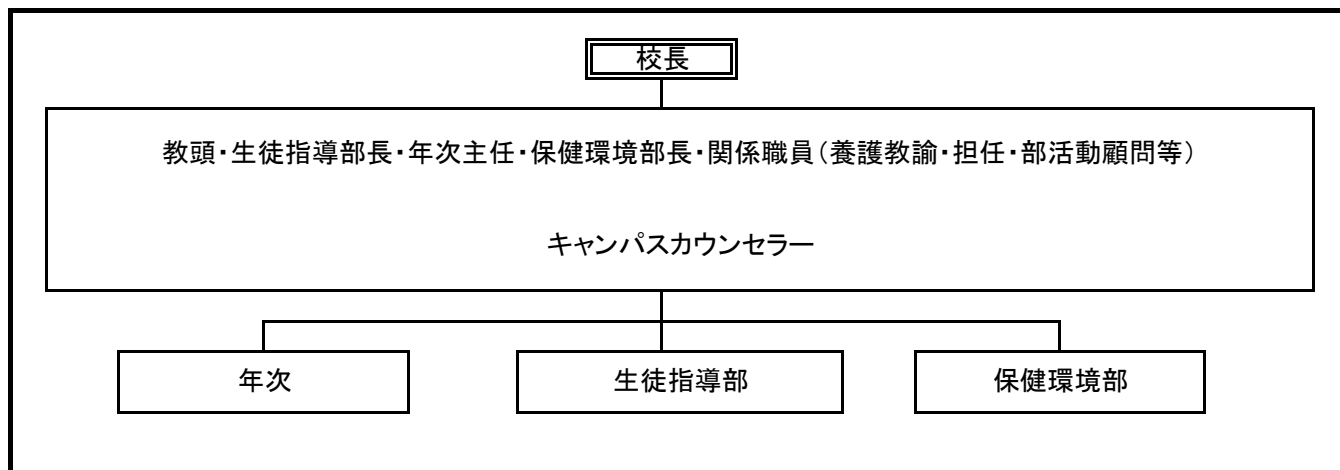 校長
教頭・生徒指導部長・年次主任・保健環境部長・関係職員（養護教諭・担任・部活動顧問等）
キャンパスカウンセラー
年次
生徒指導部
保健環境部